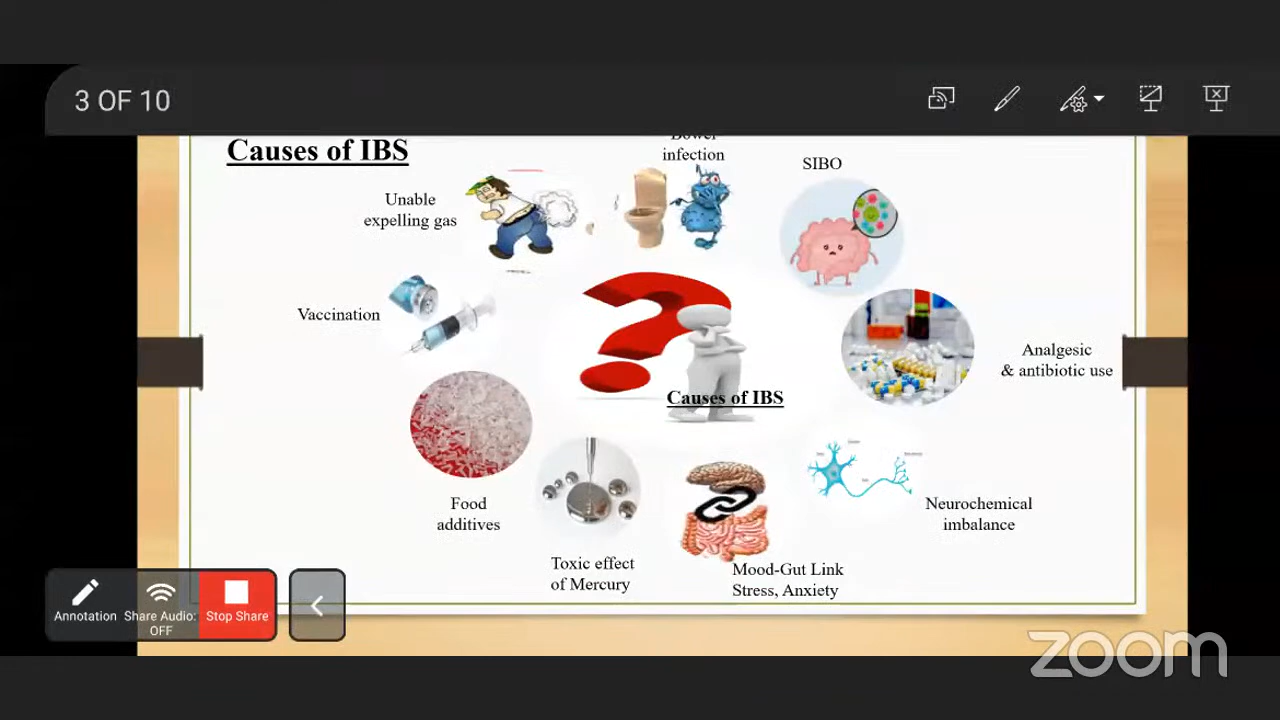 3 OF 10
Causes of IBS
Bowel
infection
SIBO
Unable
expelling gas
Vaccination
Analgesic
& antibiotic use
Causes of IBS
Food
additives
Neurochemical
imbalance
Toxic effect
of Mercury
Mood-Gut Link
Stress, Anxiety
Annotation
Share Audio:
OFF
Stop Share
zoom